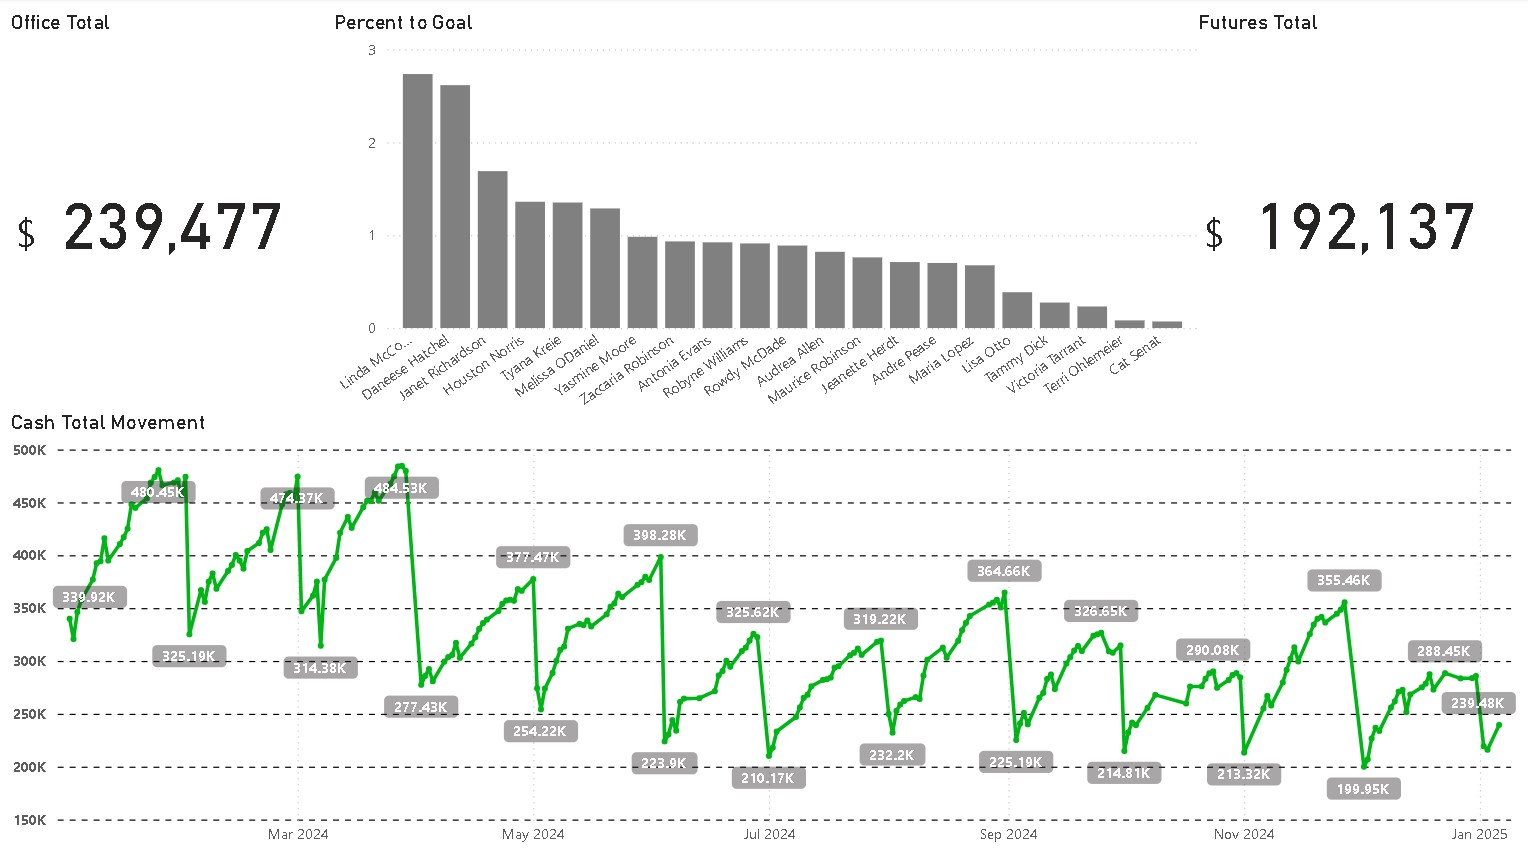 Office Total
Percent to Goal
Futures Total
3
2
1
0
$ 239,477
$ 192,137
Linda McCo...
Daneese Hatchel
Janet Richardson
Houston Norris
Tyana Kreie
Melissa ODaniel
Yasmine Moore
Zaccaria Robinson
Antonia Evans
Robyne Williams
Rowdy McDade
Audrea Allen
Maurice Robinson
Jeanette Herdt
Andre Pease
Maria Lopez
Lisa Otto
Tammy Dick
Victoria Tarrant
Terri Ohlemeier
Cat Senat
Cash Total Movement
500K
450K
400K
350K
300K
250K
200K
150K
339.92K
480.45K
325.19K
474.37K
314.38K
484.53K
277.43K
377.47K
254.22K
398.28K
223.9K
325.62K
210.17K
319.22K
232.2K
364.66K
225.19K
326.65K
214.81K
290.08K
213.32K
355.46K
199.95K
288.45K
239.48K
Mar 2024
May 2024
Jul 2024
Sep 2024
Nov 2024
Jan 2025